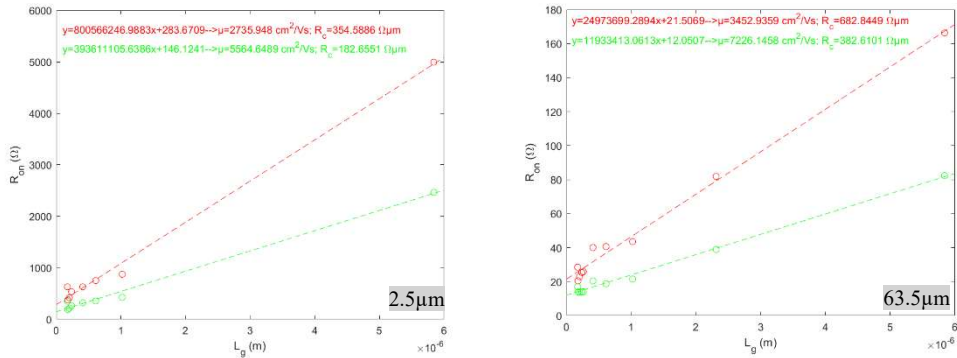 y=800566246.9883x+283.6709-->μ=2735.948 cm²/Vs; R_c=354.5886 Ωμm
y=393611105.6386x+146.1241-->μ=5564.6489 cm²/Vs; R_c=182.6551 Ωμm
6000
5000
4000
3000
2000
1000
0
R_on (Ω)
0 1 2 3 4 5 6
L_g (m)
×10⁻⁶
2.5μm
y=24973699.2894x+21.5069-->μ=3452.9359 cm²/Vs; R_c=682.8449 Ωμm
y=11933413.0613x+12.0507-->μ=7226.1458 cm²/Vs; R_c=382.6101 Ωμm
180
160
140
120
100
80
60
40
20
0
R_on (Ω)
0 1 2 3 4 5 6
L_g (m)
×10⁻⁶
63.5μm